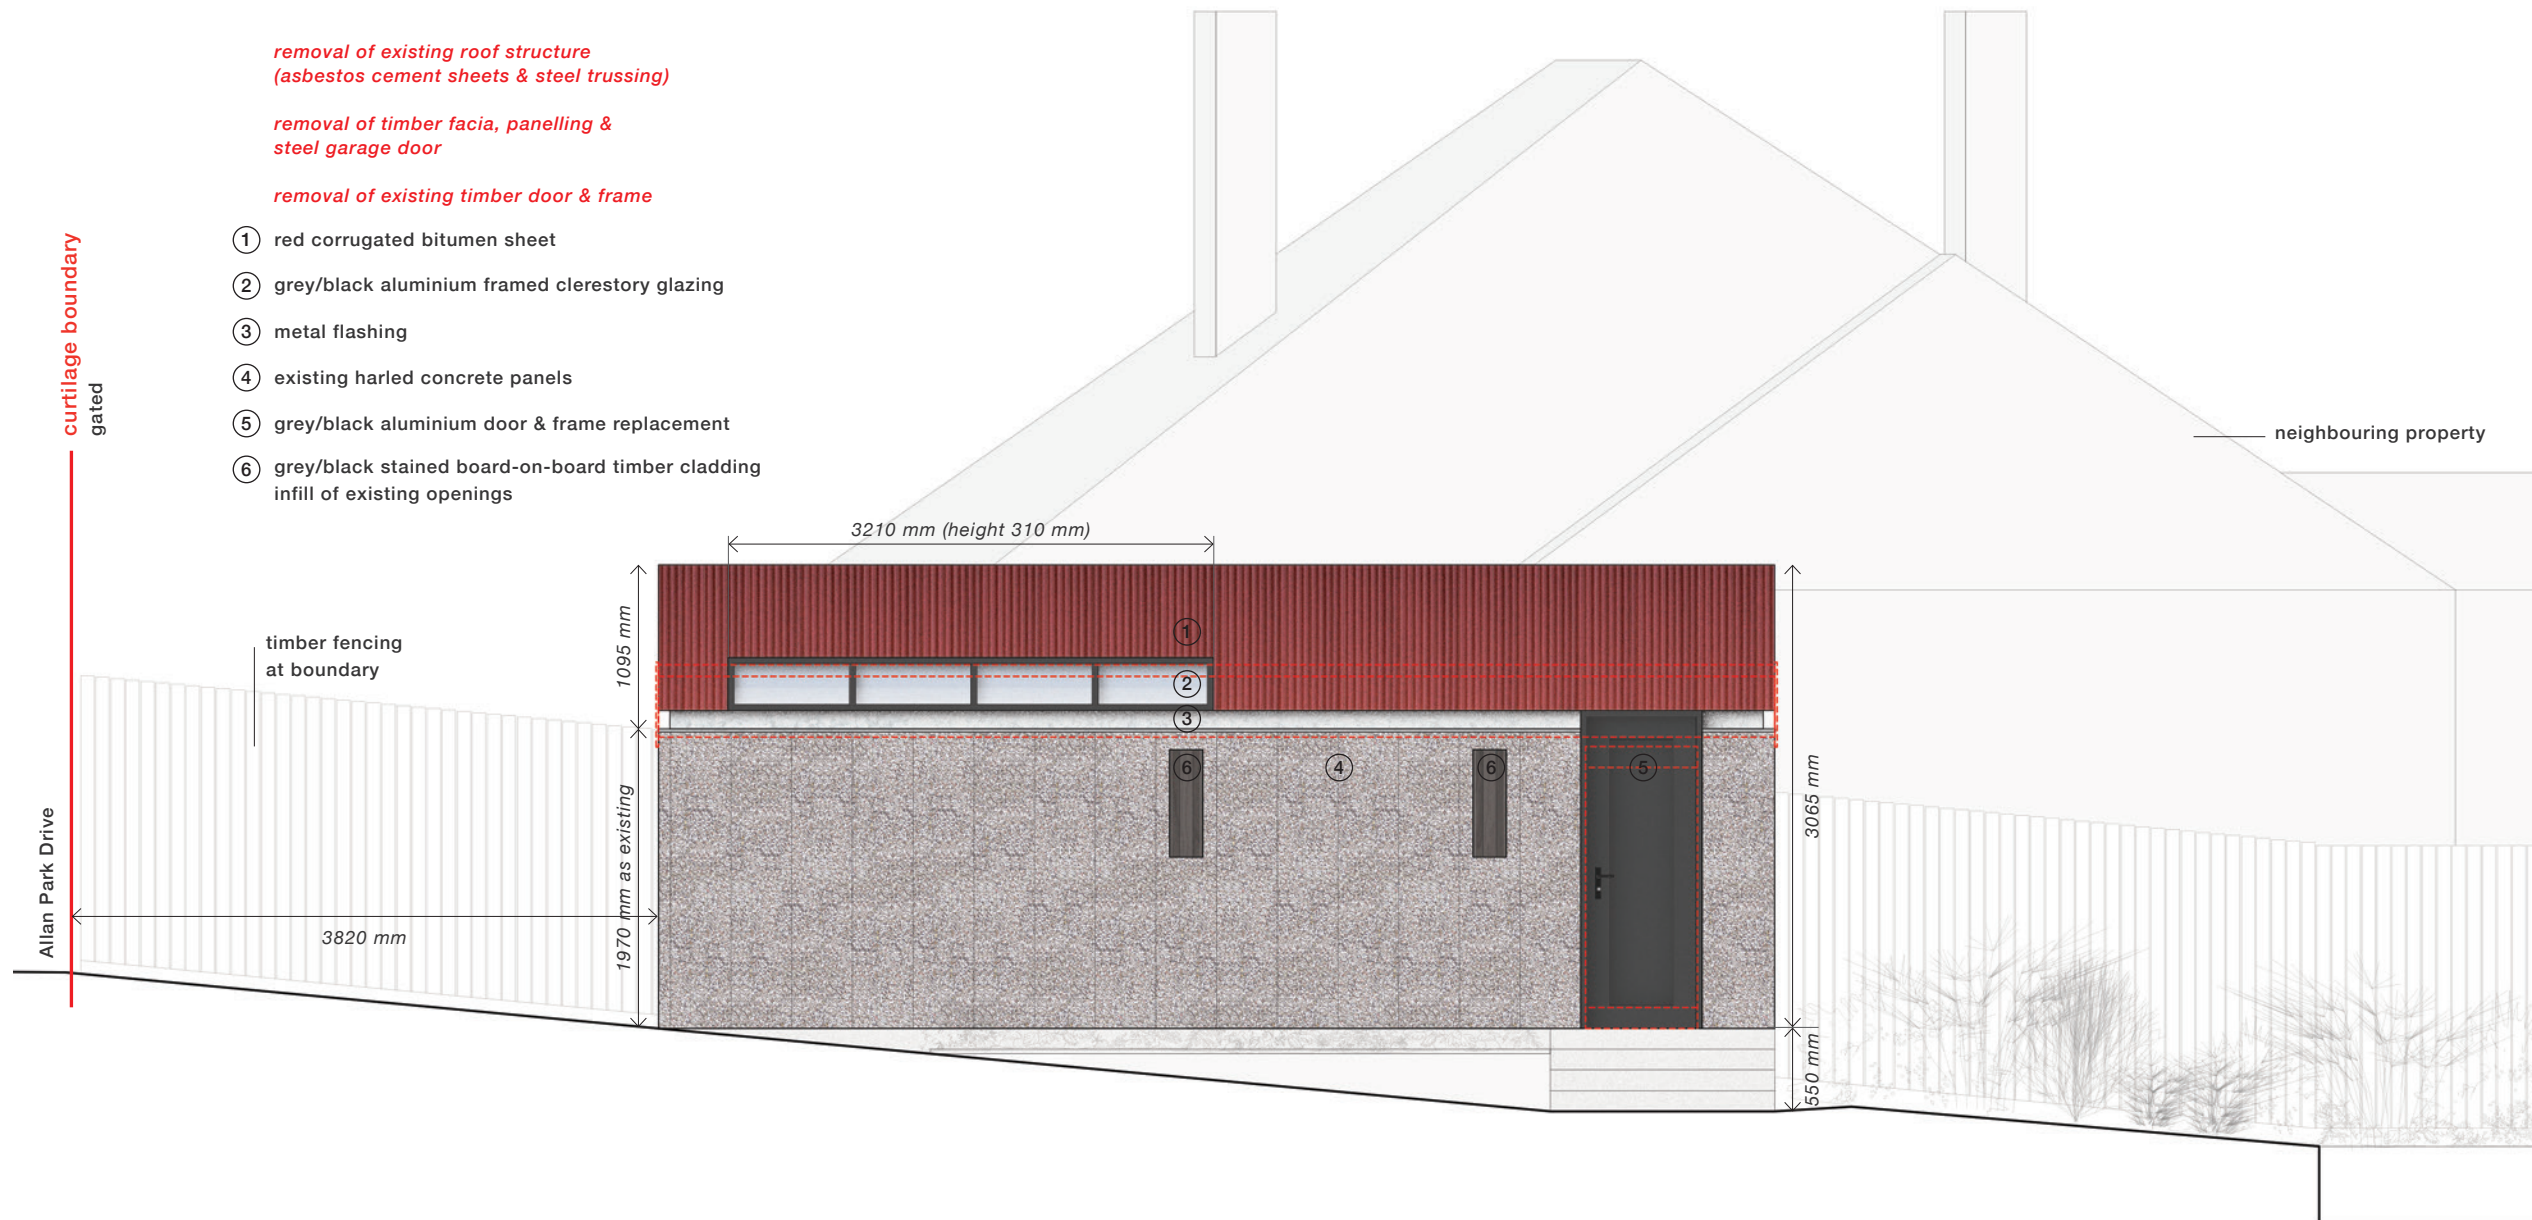 removal of existing roof structure
(asbestos cement sheets & steel trussing)
removal of timber facia, panelling &
steel garage door
removal of existing timber door & frame
1 red corrugated bitumen sheet
2 grey/black aluminium framed clerestory glazing
3 metal flashing
4 existing harled concrete panels
5 grey/black aluminium door & frame replacement
6 grey/black stained board-on-board timber cladding
infill of existing openings
curtilage boundary
gated
Allan Park Drive
timber fencing
at boundary
3820 mm
3210 mm (height 310 mm)
1095 mm
1970 mm as existing
1
2
3
6
4
6
5
3065 mm
550 mm
neighbouring property